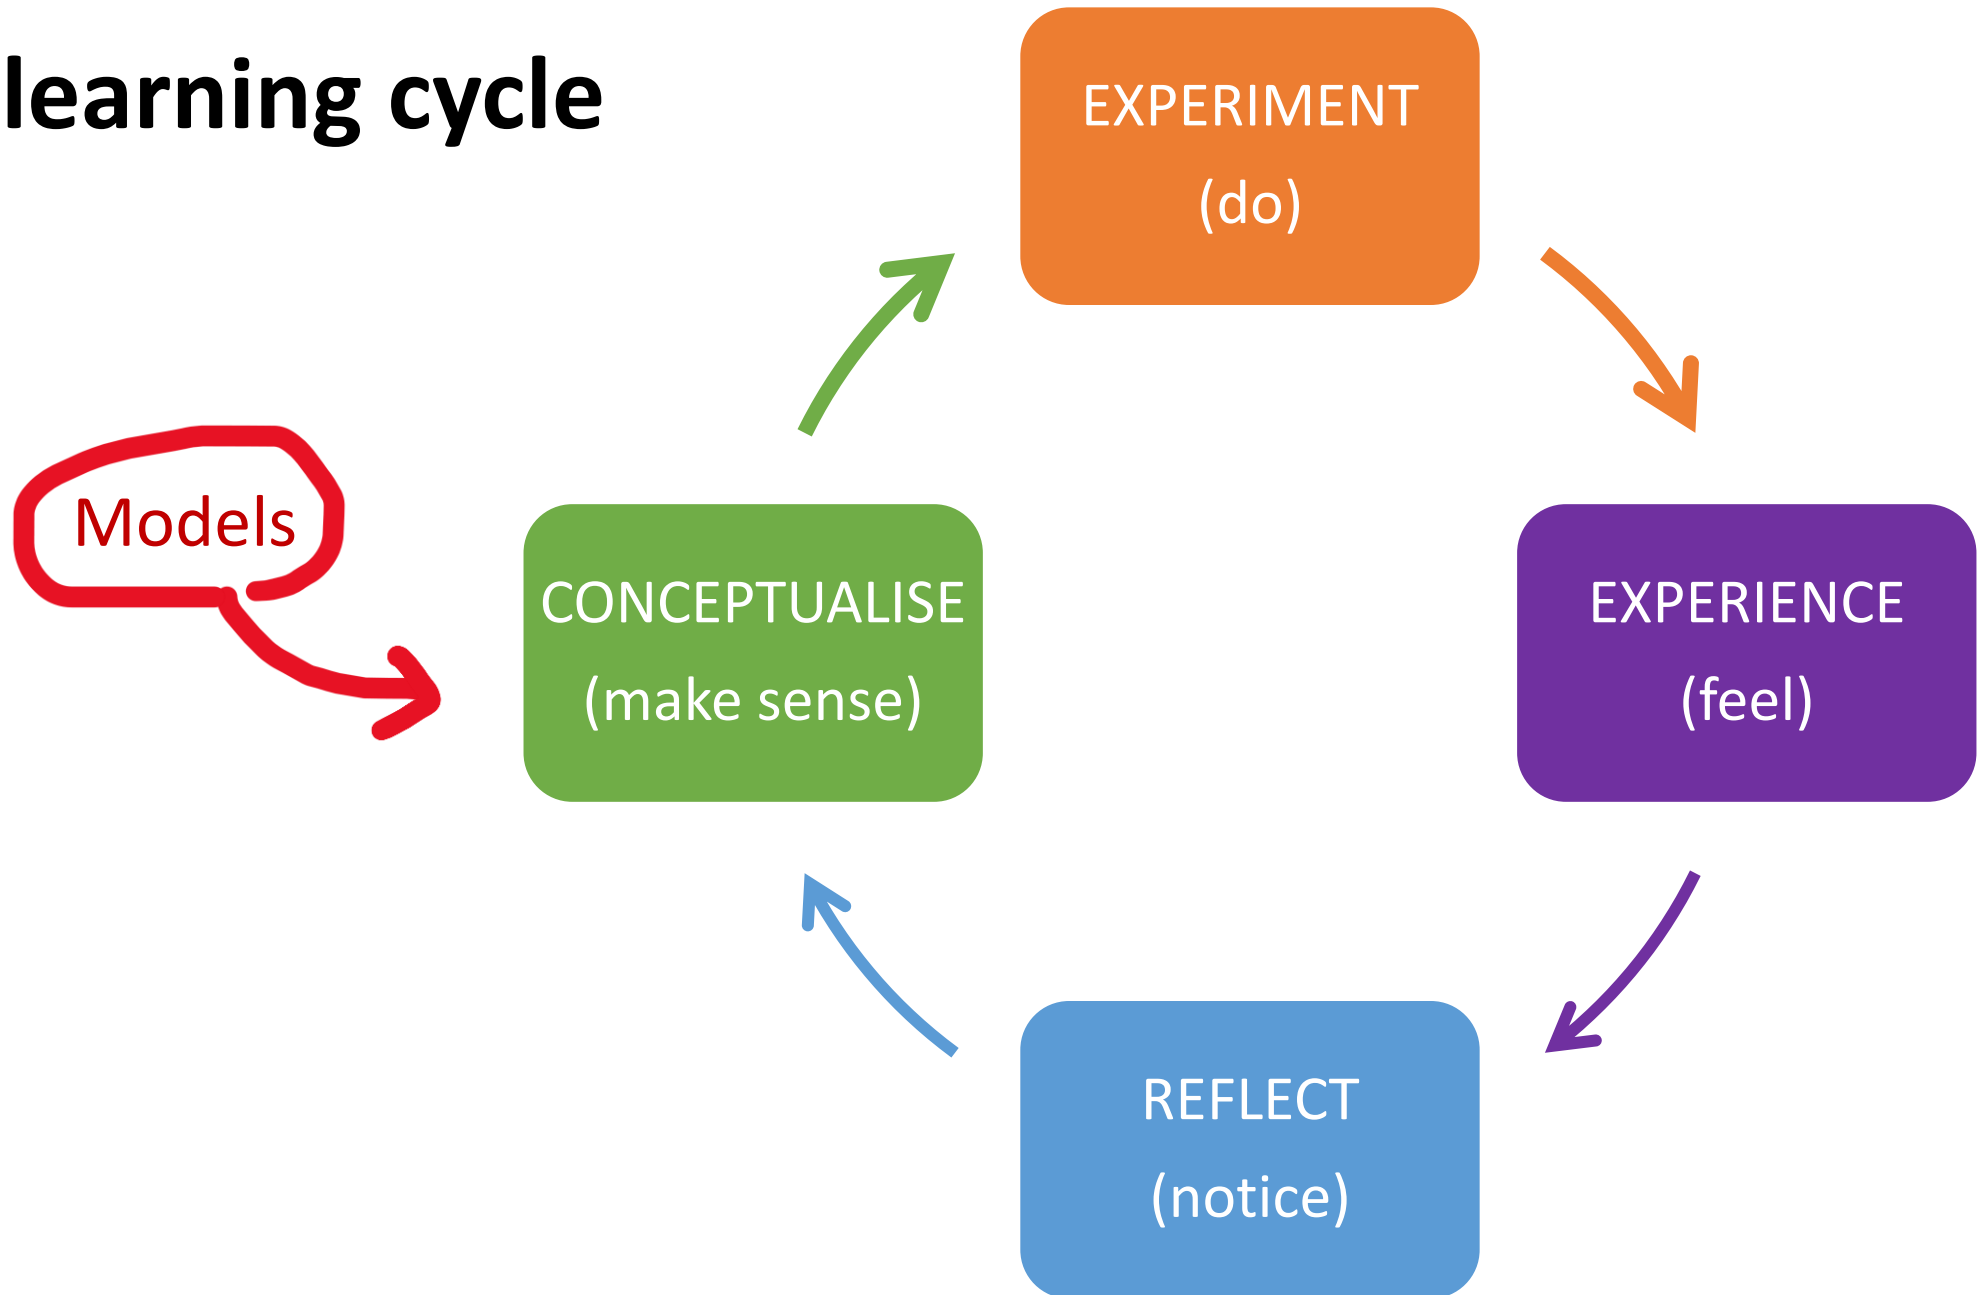 learning cycle
EXPERIMENT
(do)
Models
CONCEPTUALISE
(make sense)
EXPERIENCE
(feel)
REFLECT
(notice)